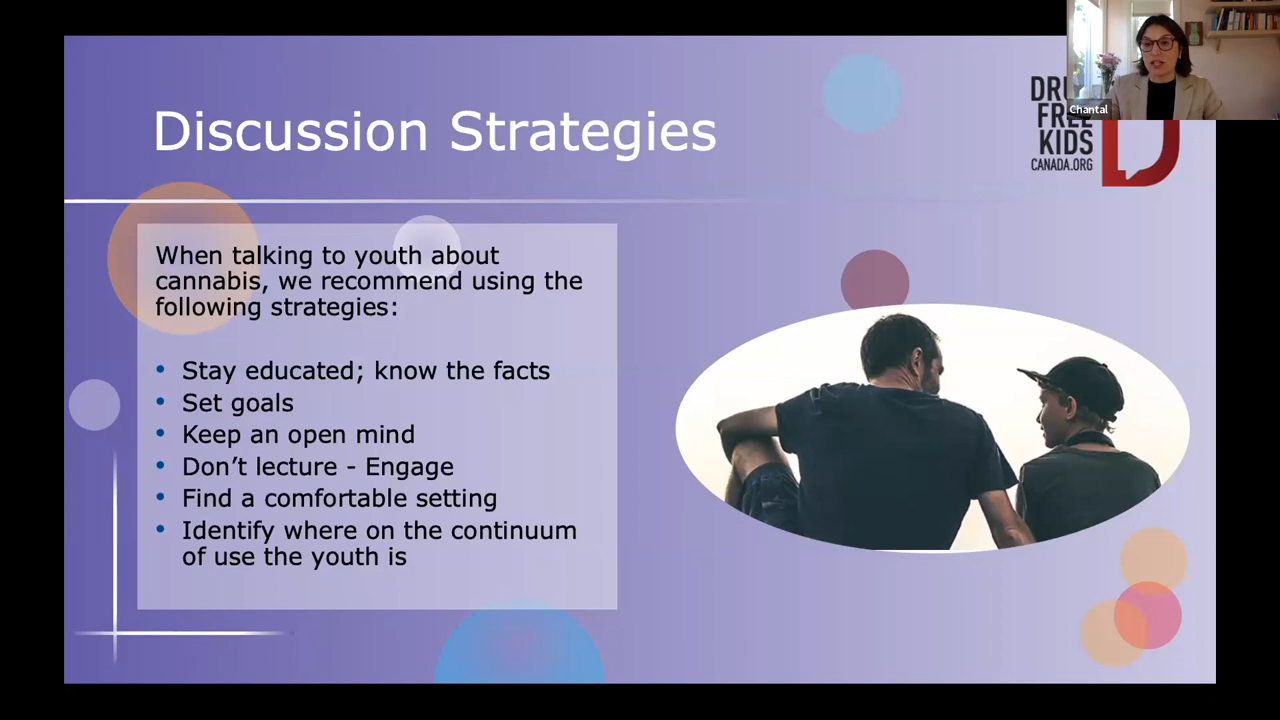 Discussion Strategies
When talking to youth about
cannabis, we recommend using the
following strategies:
• Stay educated; know the facts
• Set goals
• Keep an open mind
• Don’t lecture - Engage
• Find a comfortable setting
• Identify where on the continuum
of use the youth is
Chantal
KIDS
CANADA.ORG